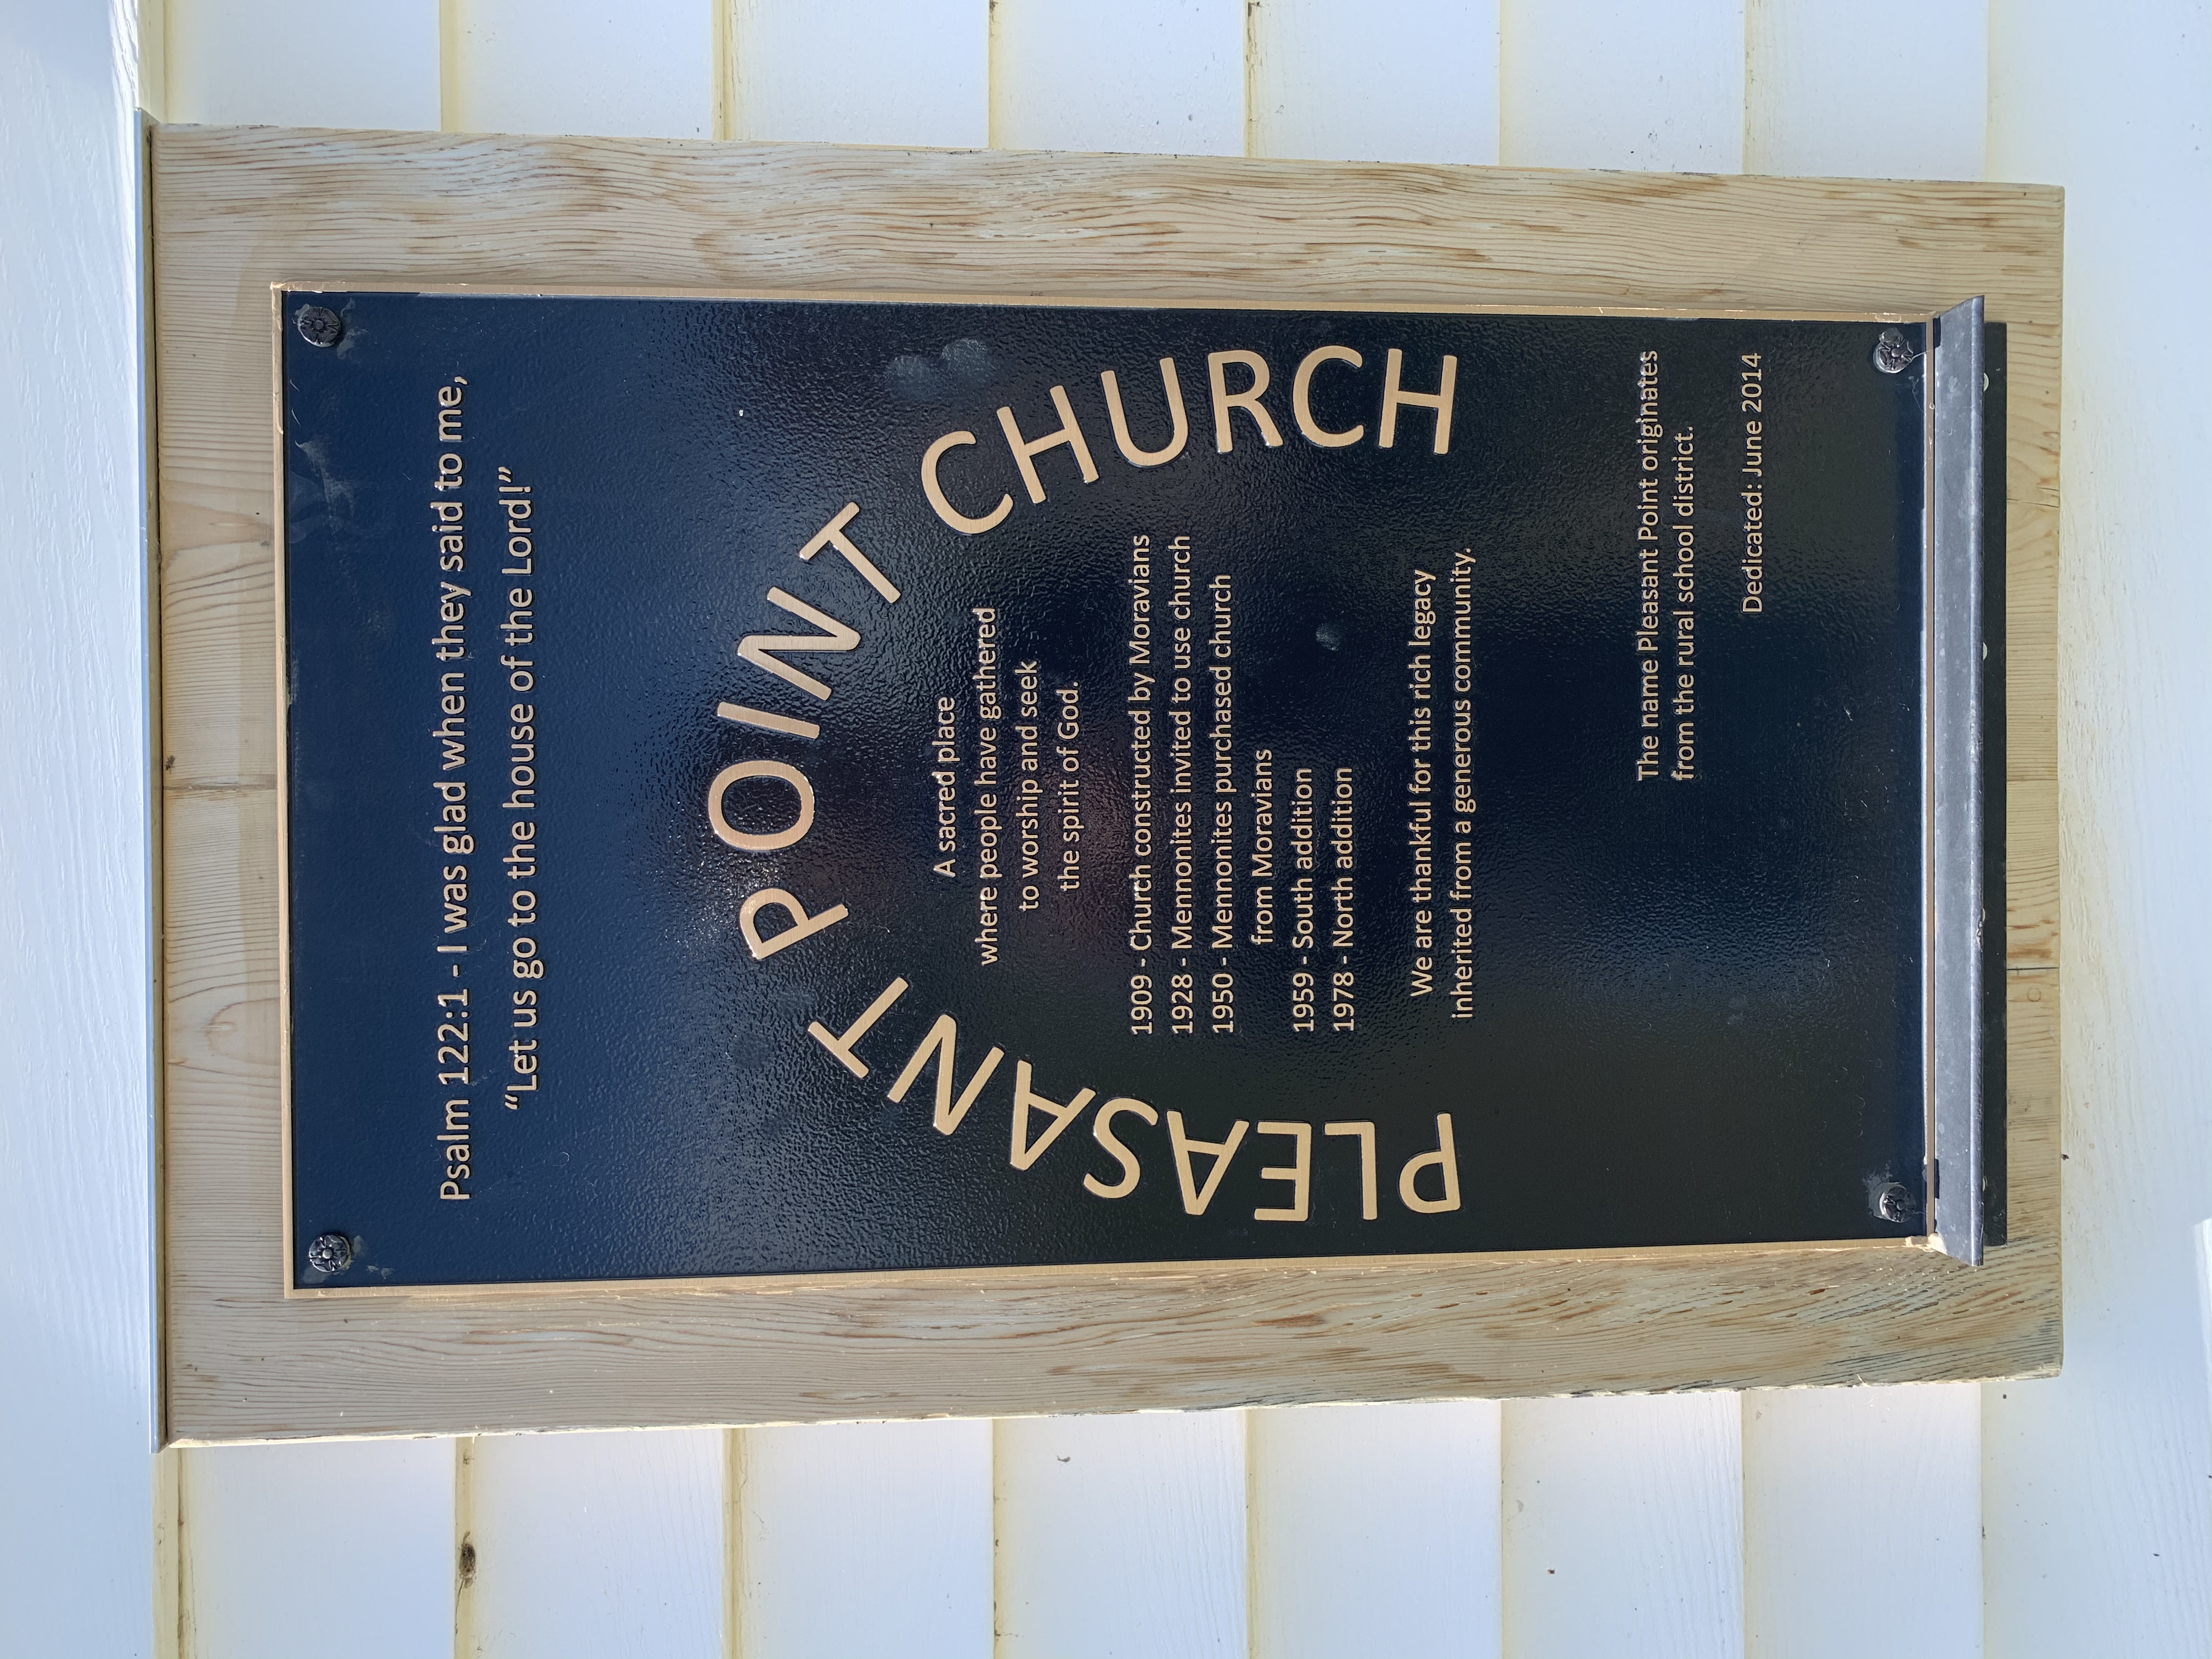 Psalm 122:1 - I was glad when they said to me,
“Let us go to the house of the Lord!”
PLEASANT POINT CHURCH
A sacred place
where people have gathered
to worship and seek
the spirit of God.
1909 - Church constructed by Moravians
1928 - Mennonites invited to use church
1950 - Mennonites purchased church
from Moravians
1959 - South addition
1978 - North addition
We are thankful for this rich legacy
inherited from a generous community.
The name Pleasant Point originates
from the rural school district.
Dedicated: June 2014